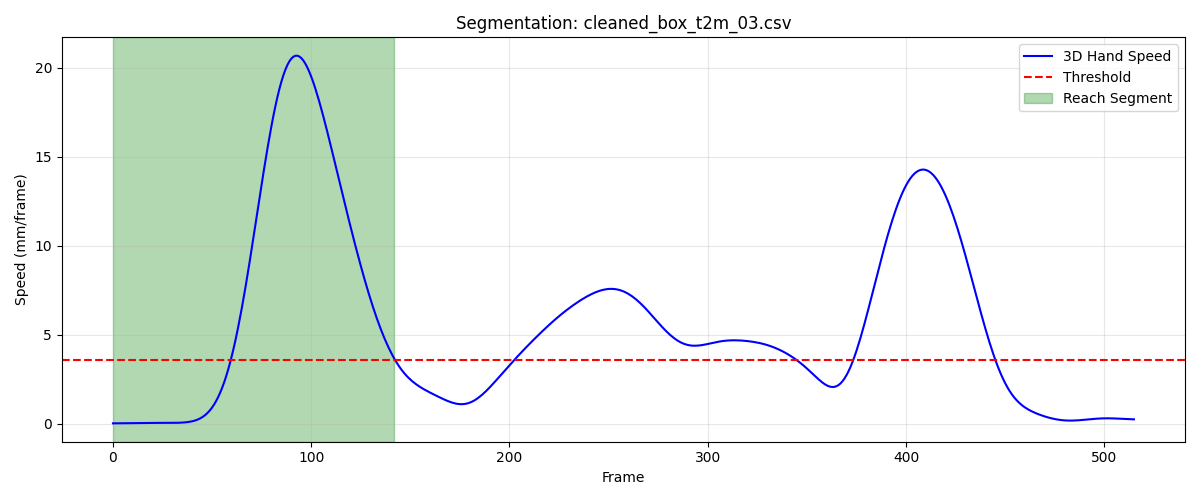 Segmentation: cleaned_box_t2m_03.csv
3D Hand Speed
Threshold
Reach Segment
Speed (mm/frame)
20
15
10
5
0
0 100 200 300 400 500
Frame